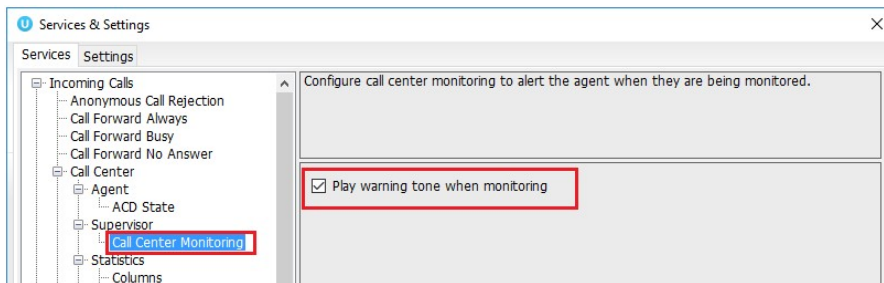 Services & Settings
Services Settings
Incoming Calls
Anonymous Call Rejection
Call Forward Always
Call Forward Busy
Call Forward No Answer
Call Center
Agent
ACD State
Supervisor
Call Center Monitoring
Statistics
Columns
Configure call center monitoring to alert the agent when they are being monitored.
Play warning tone when monitoring